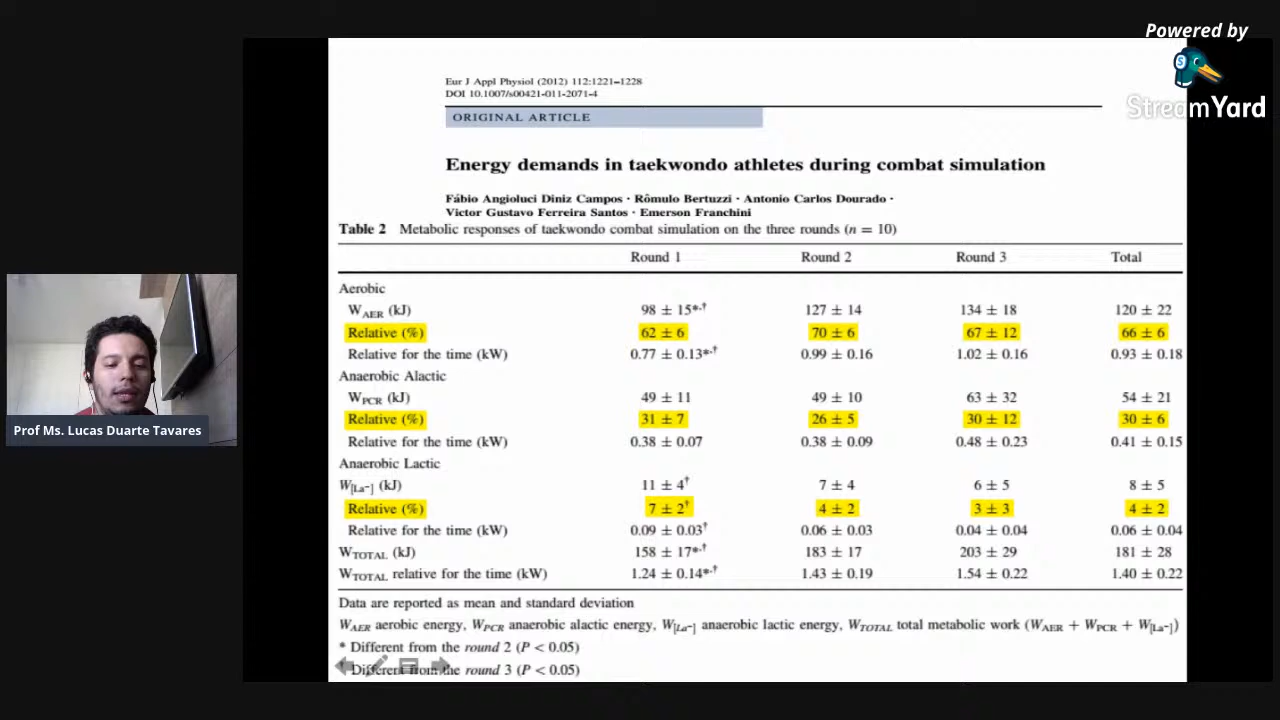 Powered by
StreamYard
Eur J Appl Physiol (2012) 112:1221–1228
DOI 10.1007/s00421-011-2071-4
ORIGINAL ARTICLE
Energy demands in taekwondo athletes during combat simulation
Fábio Angioluci Diniz Campos · Rômulo Bertuzzi · Antonio Carlos Dourado ·
Victor Gustavo Ferreira Santos · Emerson Franchini
Table 2 Metabolic responses of taekwondo combat simulation on the three rounds (n = 10)
Round 1 Round 2 Round 3 Total
Aerobic
WAER (kJ) 98 ± 15*,† 127 ± 14 134 ± 18 120 ± 22
Relative (%) 62 ± 6 70 ± 6 67 ± 12 66 ± 6
Relative for the time (kW) 0.77 ± 0.13*,† 0.99 ± 0.16 1.02 ± 0.16 0.93 ± 0.18
Anaerobic Alactic
WPCR (kJ) 49 ± 11 49 ± 10 63 ± 32 54 ± 21
Relative (%) 31 ± 7 26 ± 5 30 ± 12 30 ± 6
Relative for the time (kW) 0.38 ± 0.07 0.38 ± 0.09 0.48 ± 0.23 0.41 ± 0.15
Anaerobic Lactic
W[La−] (kJ) 11 ± 4† 7 ± 4 6 ± 5 8 ± 5
Relative (%) 7 ± 2† 4 ± 2 3 ± 3 4 ± 2
Relative for the time (kW) 0.09 ± 0.03† 0.06 ± 0.03 0.04 ± 0.04 0.06 ± 0.04
WTOTAL (kJ) 158 ± 17*,† 183 ± 17 203 ± 29 181 ± 28
WTOTAL relative for the time (kW) 1.24 ± 0.14*,† 1.43 ± 0.19 1.54 ± 0.22 1.40 ± 0.22
Data are reported as mean and standard deviation
WAER aerobic energy, WPCR anaerobic alactic energy, W[La−] anaerobic lactic energy, WTOTAL total metabolic work (WAER + WPCR + W[La−])
* Different from the round 2 (P < 0.05)
Different from the round 3 (P < 0.05)
Prof Ms. Lucas Duarte Tavares